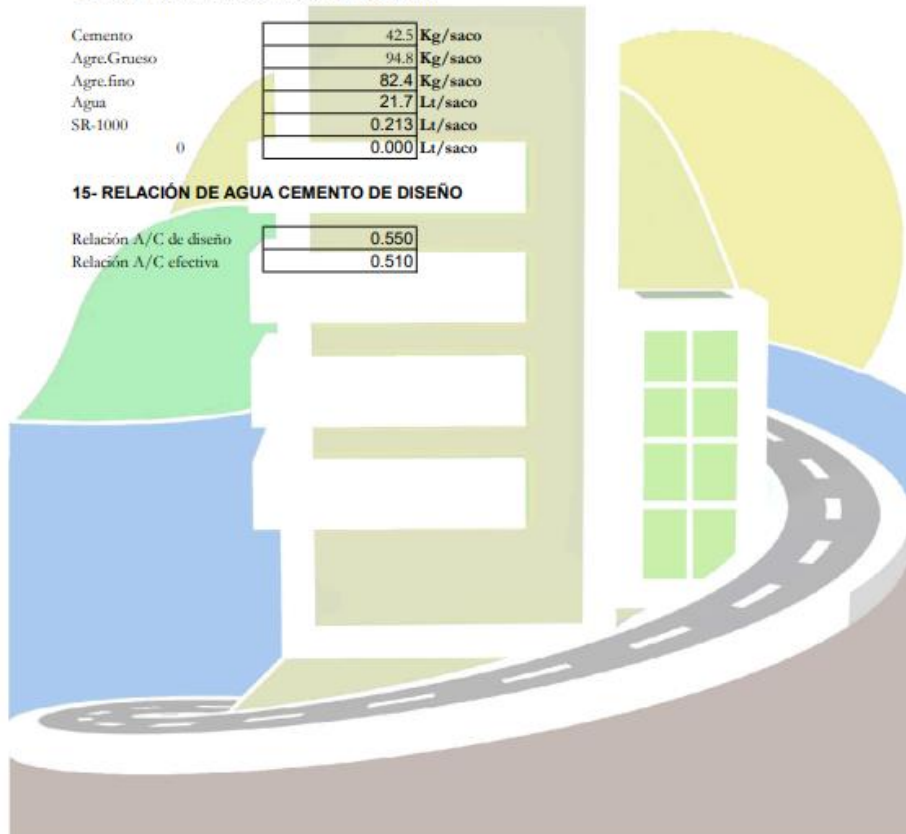 Cemento 42.5 Kg/saco
Agre.Grueso 94.8 Kg/saco
Agre.fino 82.4 Kg/saco
Agua 21.7 Lt/saco
SR-1000 0.213 Lt/saco
0 0.000 Lt/saco
15- RELACIÓN DE AGUA CEMENTO DE DISEÑO
Relación A/C de diseño 0.550
Relación A/C efectiva 0.510